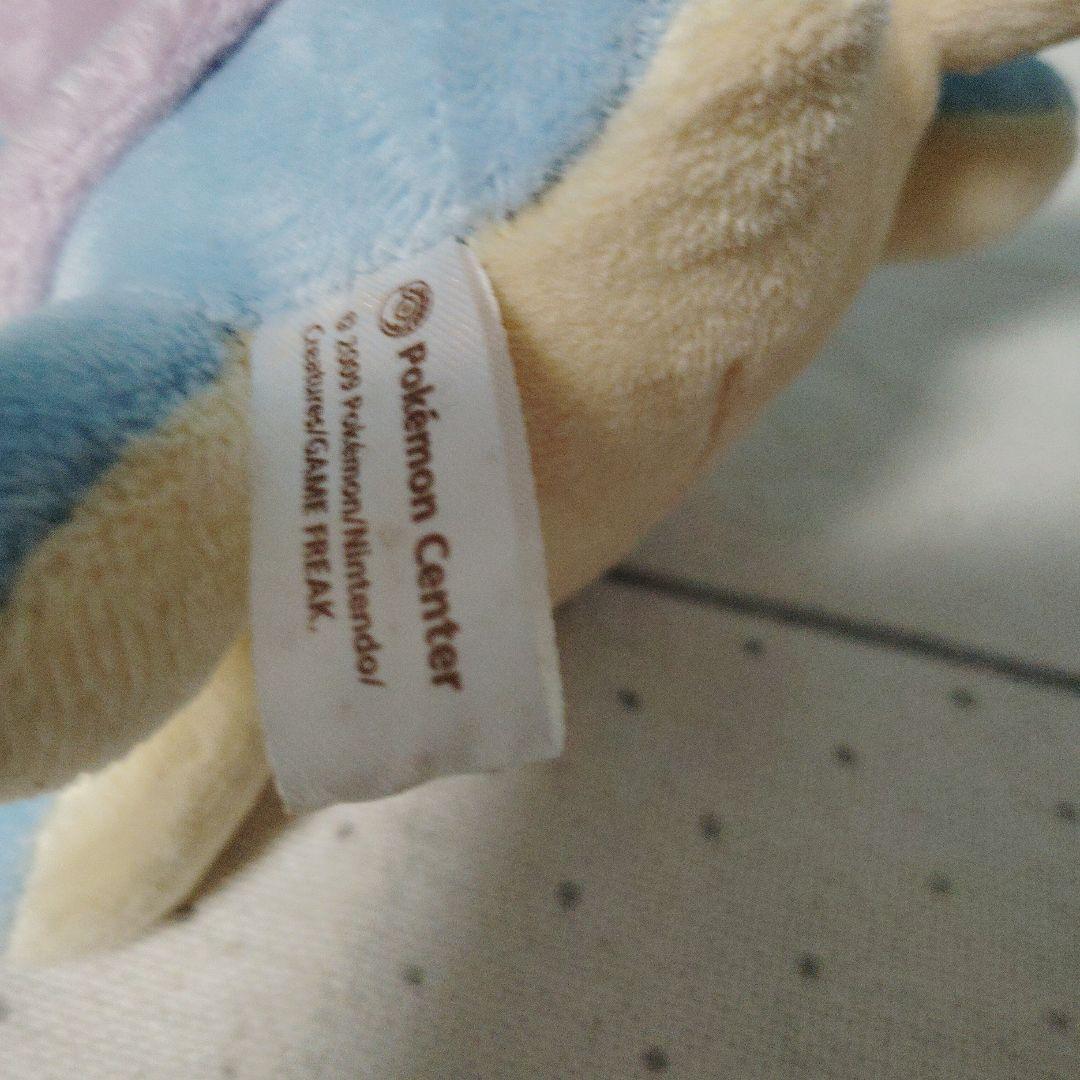 Pokémon Center
© 2009 Pokémon/Nintendo/
Creatures/GAME FREAK.